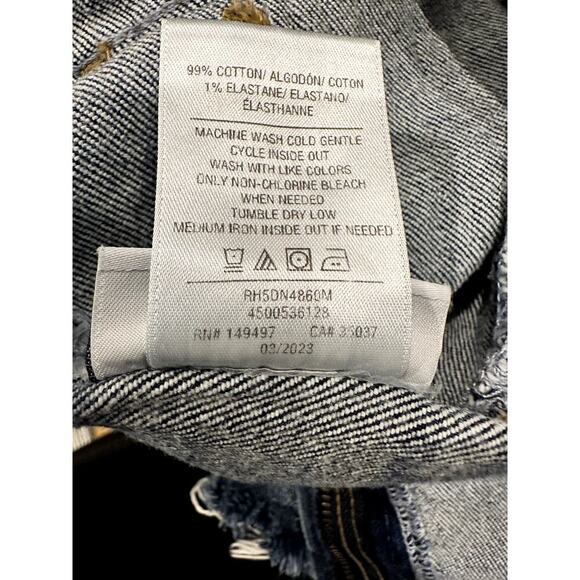 99% COTTON/ ALGODÓN/ COTON
1% ELASTANE/ ELASTANO/
ÉLASTHANNE
MACHINE WASH COLD GENTLE
CYCLE INSIDE OUT
WASH WITH LIKE COLORS
ONLY NON-CHLORINE BLEACH
WHEN NEEDED
TUMBLE DRY LOW
MEDIUM IRON INSIDE OUT IF NEEDED
RH5DN4860M
4500536128
RN# 149497 CA# 33037
03/2023